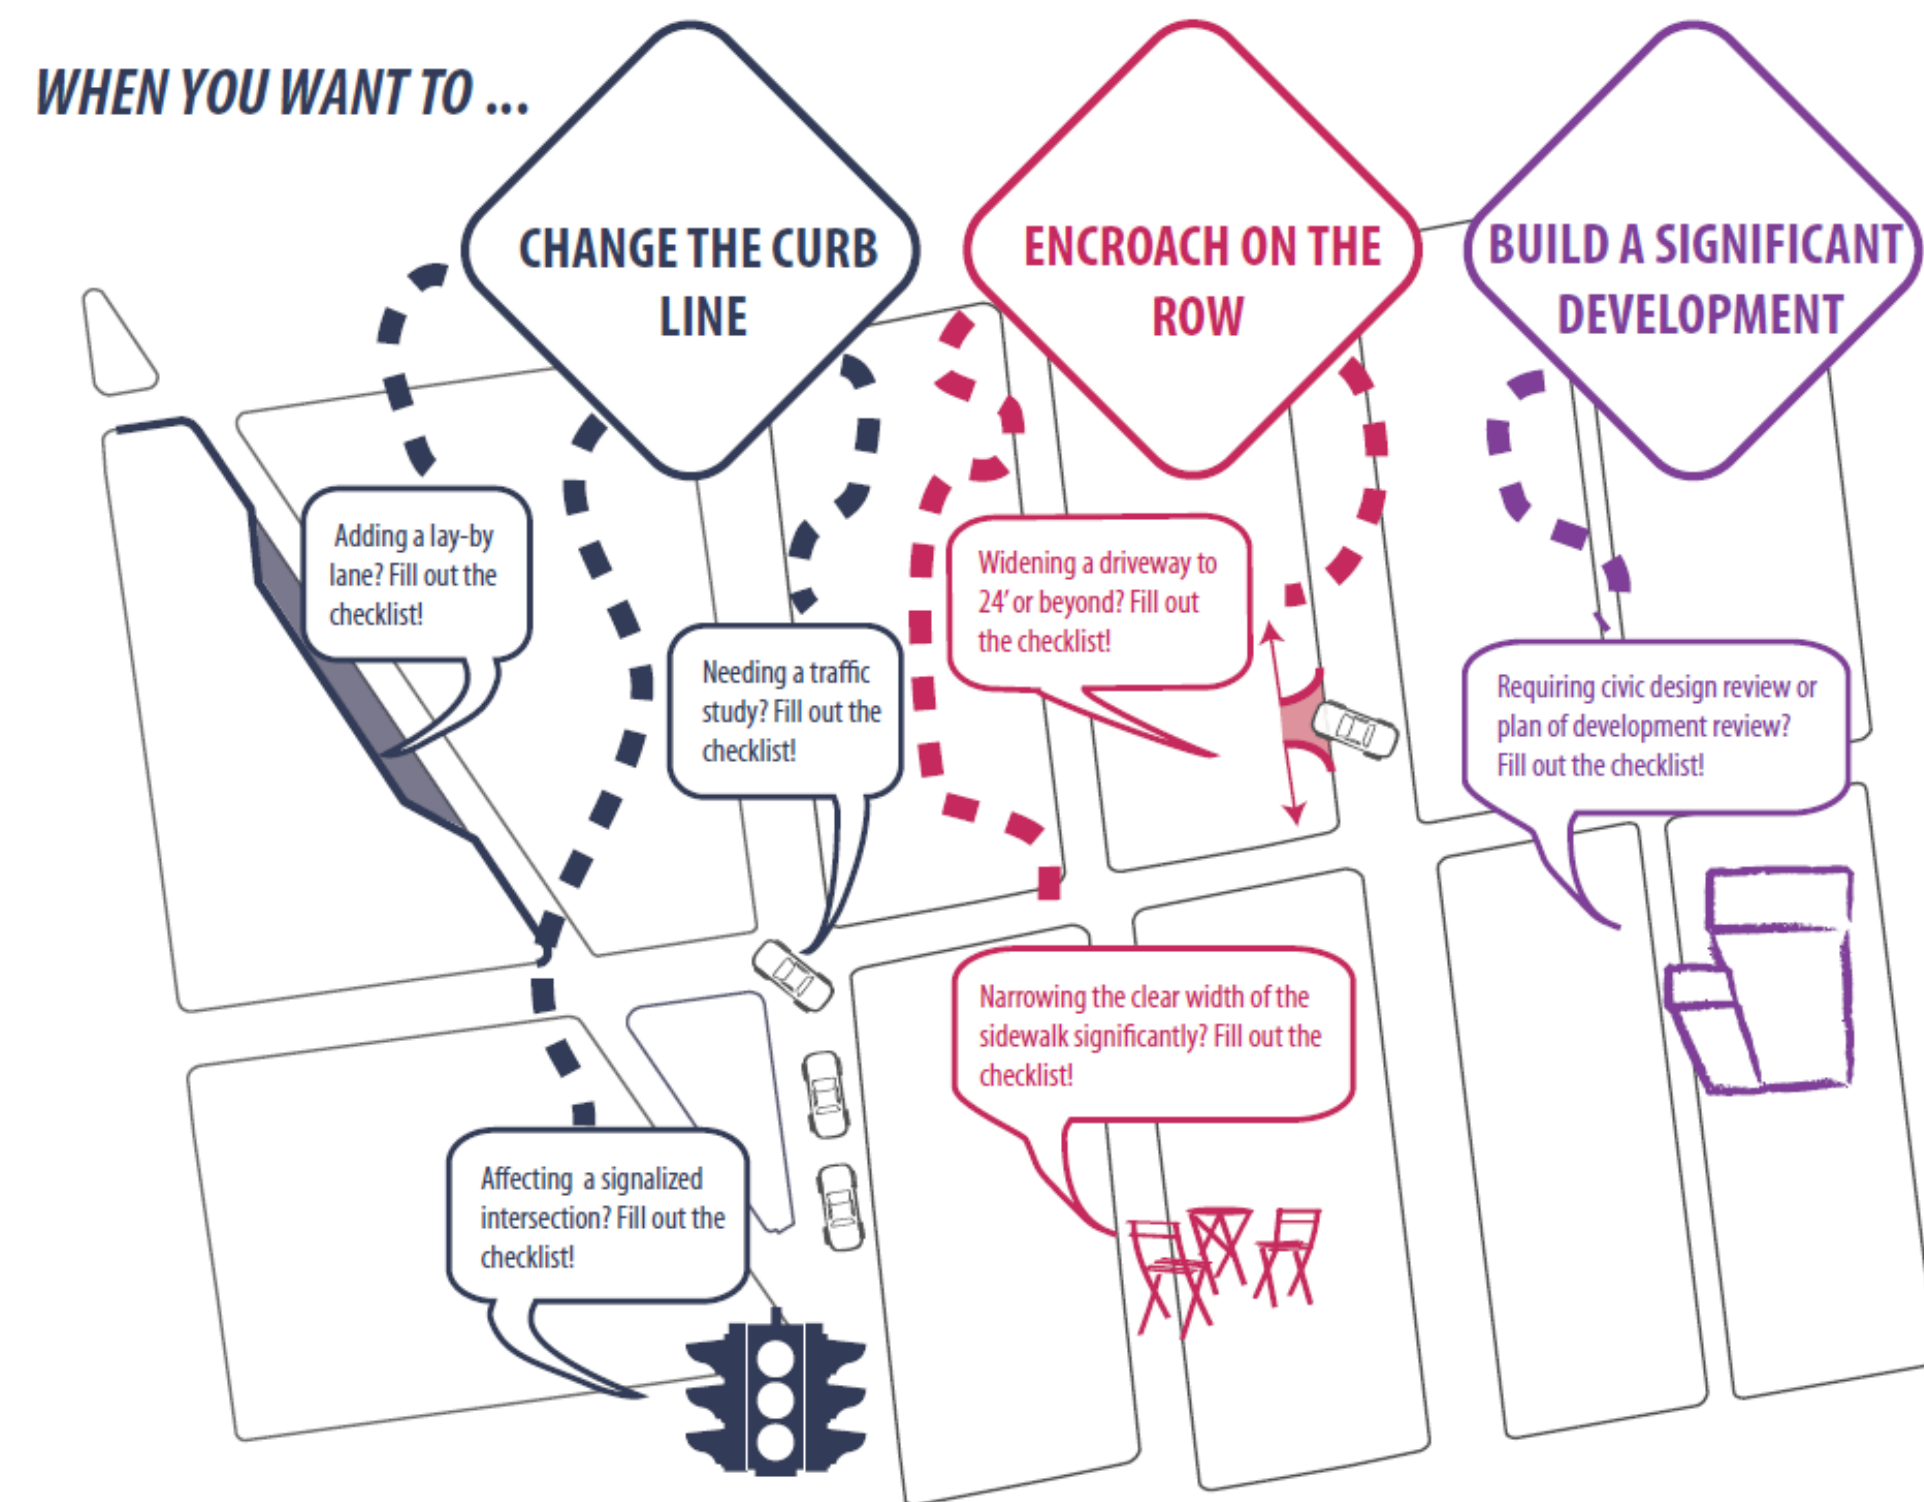 WHEN YOU WANT TO ...
CHANGE THE CURB
LINE
ENCROACH ON THE
ROW
BUILD A SIGNIFICANT
DEVELOPMENT
Adding a lay-by
lane? Fill out the
checklist!
Needing a traffic
study? Fill out the
checklist!
Affecting a signalized
intersection? Fill out the
checklist!
Widening a driveway to
24' or beyond? Fill out
the checklist!
Narrowing the clear width of the
sidewalk significantly? Fill out the
checklist!
Requiring civic design review or
plan of development review?
Fill out the checklist!